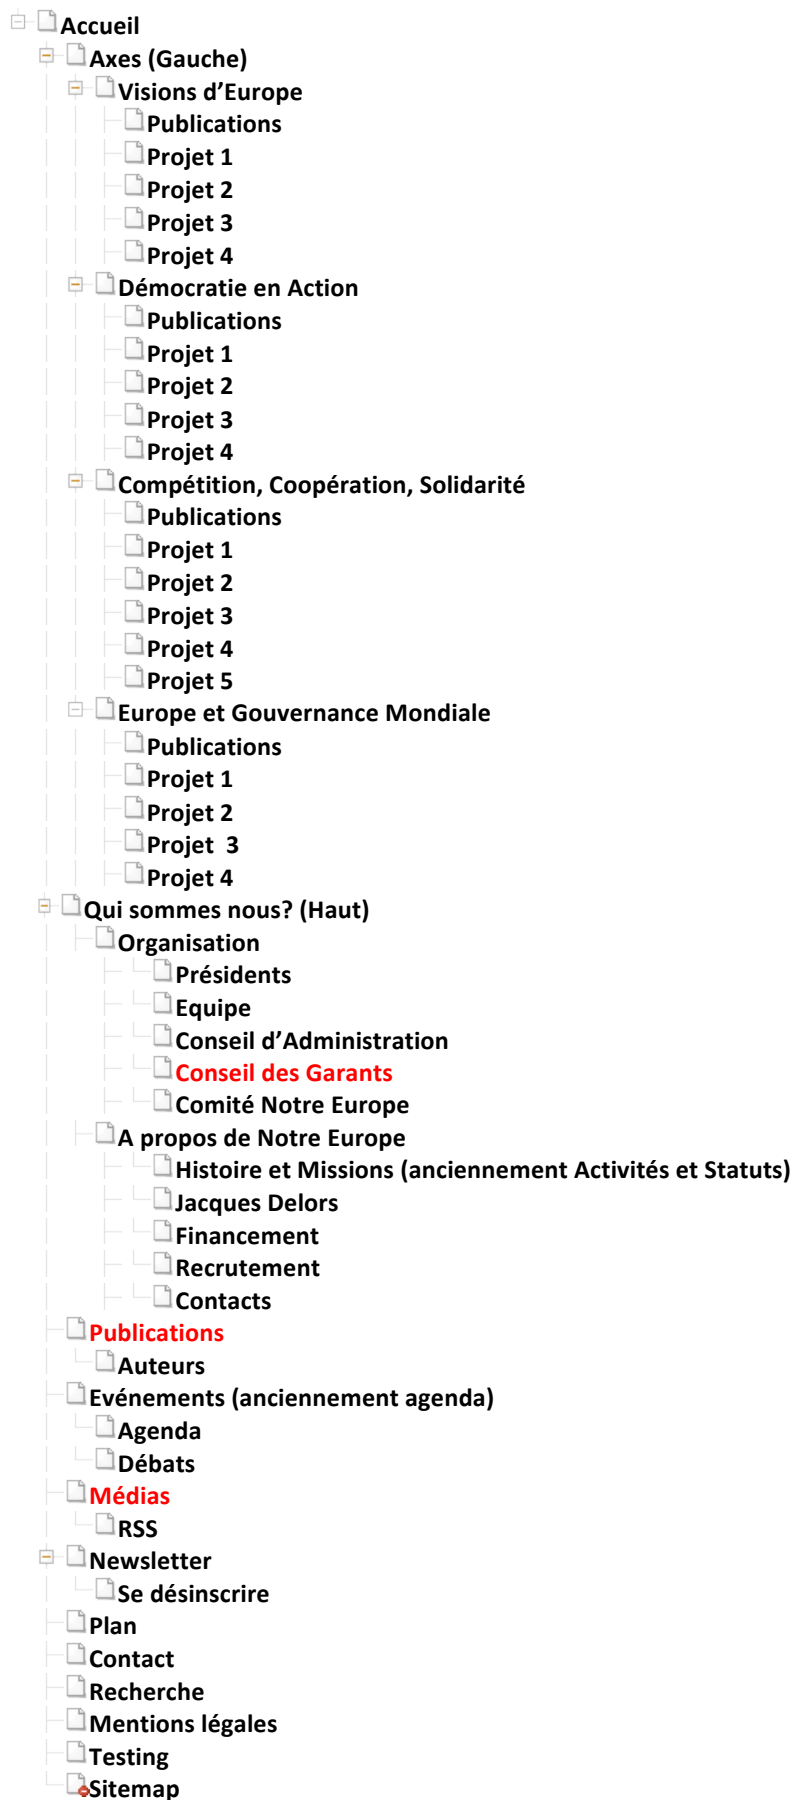 Accueil
Axes (Gauche)
Visions d’Europe
Publications
Projet 1
Projet 2
Projet 3
Projet 4
Démocratie en Action
Publications
Projet 1
Projet 2
Projet 3
Projet 4
Compétition, Coopération, Solidarité
Publications
Projet 1
Projet 2
Projet 3
Projet 4
Projet 5
Europe et Gouvernance Mondiale
Publications
Projet 1
Projet 2
Projet  3
Projet 4
Qui sommes nous? (Haut)
Organisation
Présidents
Equipe
Conseil d’Administration
Conseil des Garants
Comité Notre Europe
A propos de Notre Europe
Histoire et Missions (anciennement Activités et Statuts)
Jacques Delors
Financement
Recrutement
Contacts
Publications
Auteurs
Evénements (anciennement agenda)
Agenda
Débats
Médias
RSS
Newsletter
Se désinscrire
Plan
Contact
Recherche
Mentions légales
Testing
Sitemap